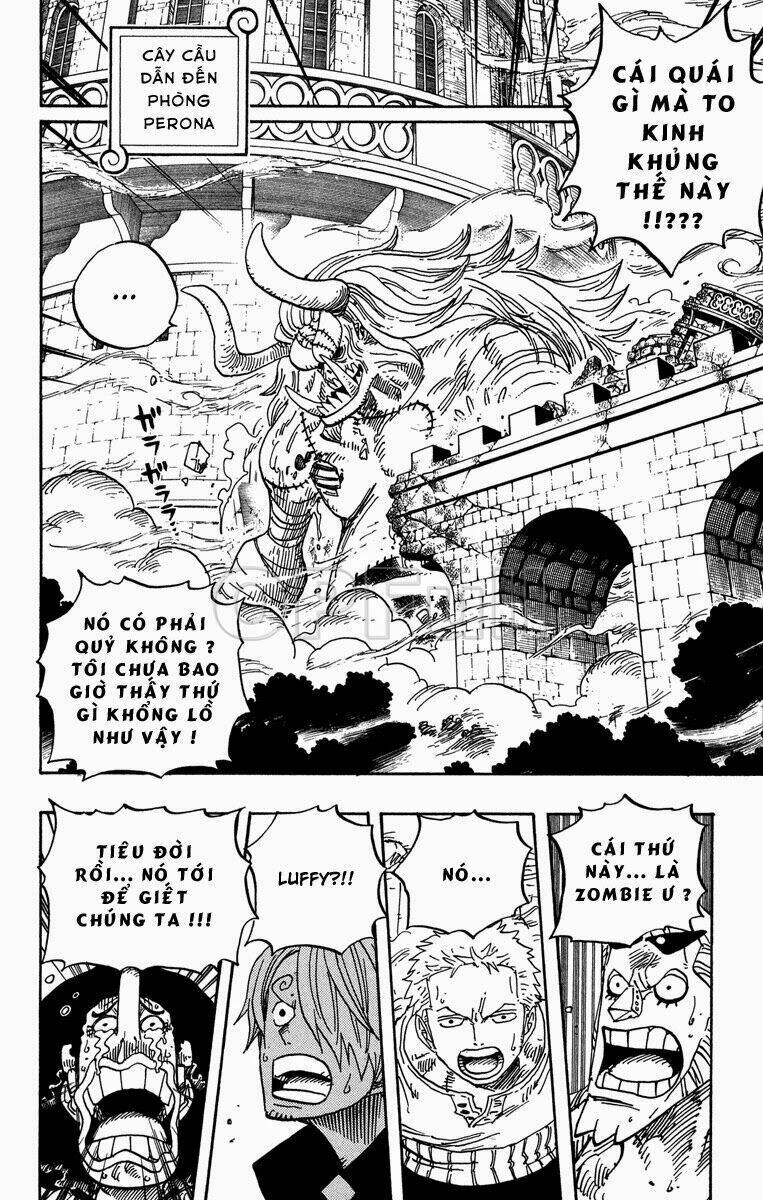 CÁI QUÁI
GÌ MÀ TO
KINH
KHỦNG
THẾ NÀY
!!???
CÂY CẦU
DẪN ĐẾN
PHÒNG
PERONA
...
ガラガラ
NÓ CÓ PHẢI
QUỶ KHÔNG ?
TÔI CHƯA BAO
GIỜ THẤY THỨ
GÌ KHỔNG LỒ
NHƯ VẬY !
CÁI THỨ
NÀY... LÀ
ZOMBIE Ư ?
NÓ...
LUFFY?!!
TIÊU ĐỜI
RỒI... NÓ TỚI
ĐỂ GIẾT
CHÚNG TA !!!